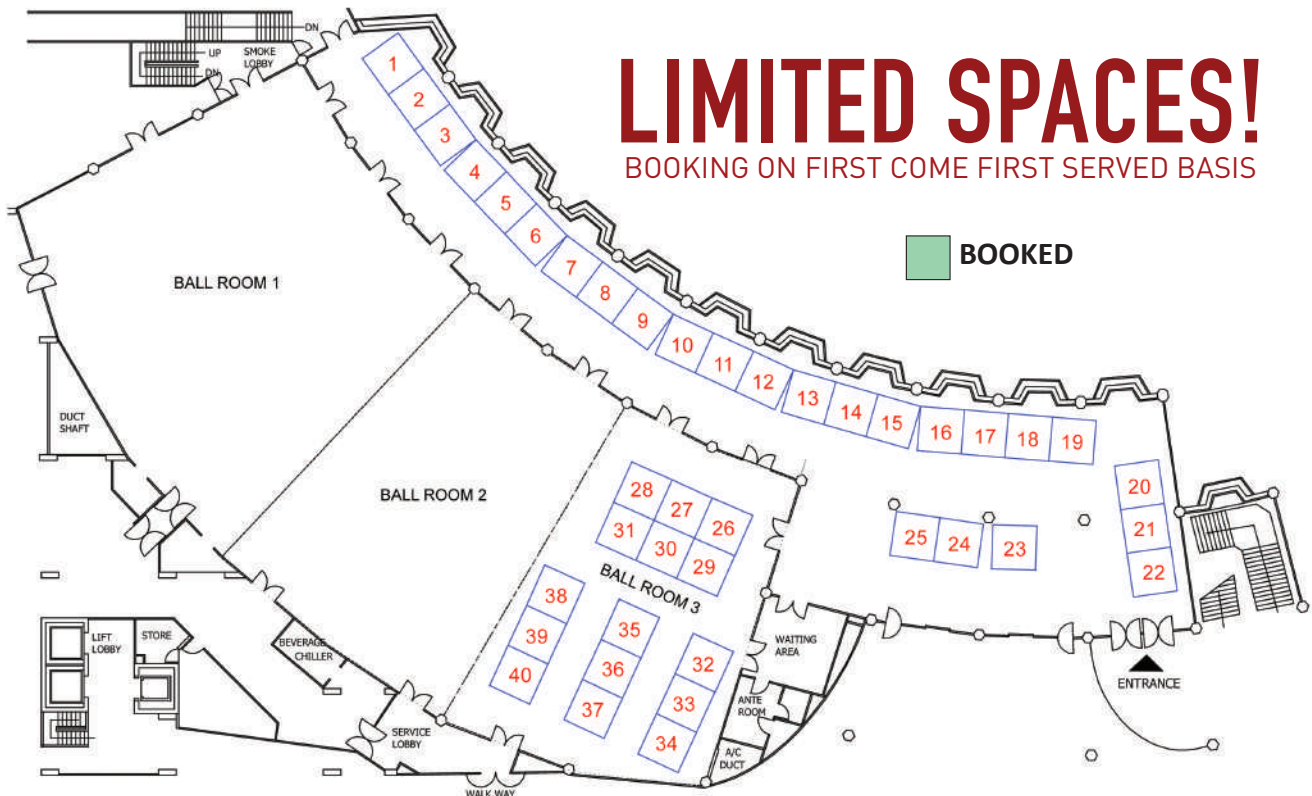 LIMITED SPACES!
BOOKING ON FIRST COME FIRST SERVED BASIS
BOOKED
DN
UP
SMOKE
LOBBY
DN
1
2
3
4
5
6
7
8
9
10
11
12
13
14
15
16
17
18
19
20
21
22
25
24
23
BALL ROOM 1
DUCT
SHAFT
BALL ROOM 2
28
27
26
31
30
29
BALL ROOM 3
38
39
40
35
36
37
32
33
34
WAITING
AREA
ANTE
ROOM
A/C
DUCT
ENTRANCE
LIFT
LOBBY
STORE
BEVERAGE
CHILLER
SERVICE
LOBBY
WALK WAY